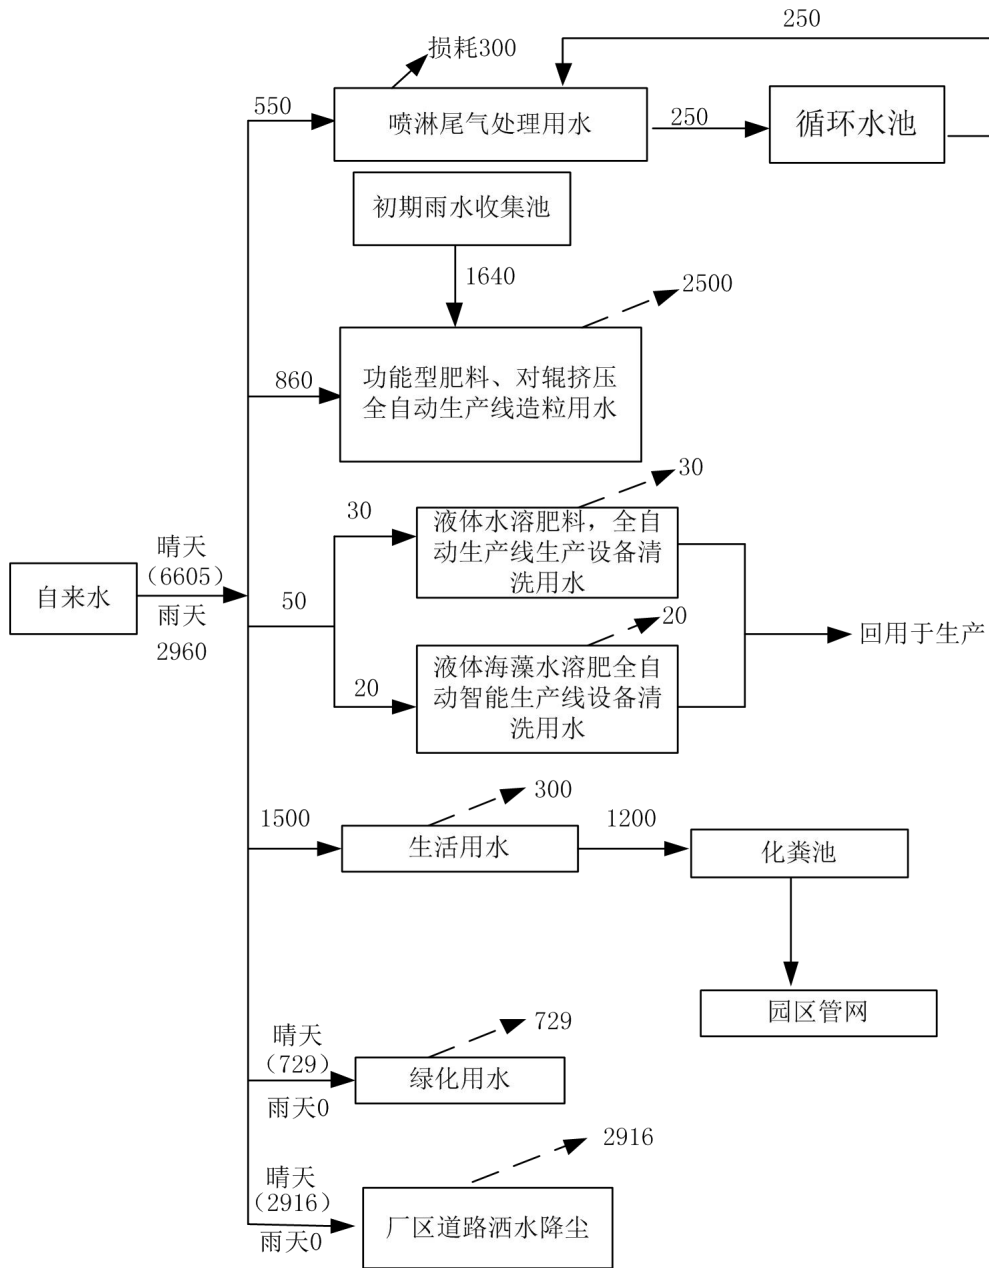 250
损耗300
550
喷淋尾气处理用水
250
循环水池
初期雨水收集池
1640
2500
860
功能型肥料、对辊挤压
全自动生产线造粒用水
30
30
液体水溶肥料，全自
动生产线生产设备清
洗用水
晴天
（6605）
自来水
雨天
2960
50
20
回用于生产
20
液体海藻水溶肥全自
动智能生产线设备清
洗用水
300
1500
生活用水
1200
化粪池
园区管网
729
晴天
（729）
绿化用水
雨天0
2916
晴天
（2916）
厂区道路洒水降尘
雨天0